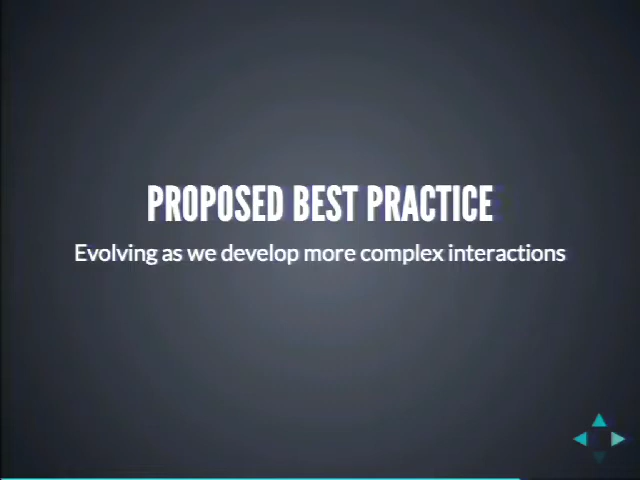 PROPOSED BEST PRACTICE
Evolving as we develop more complex interactions